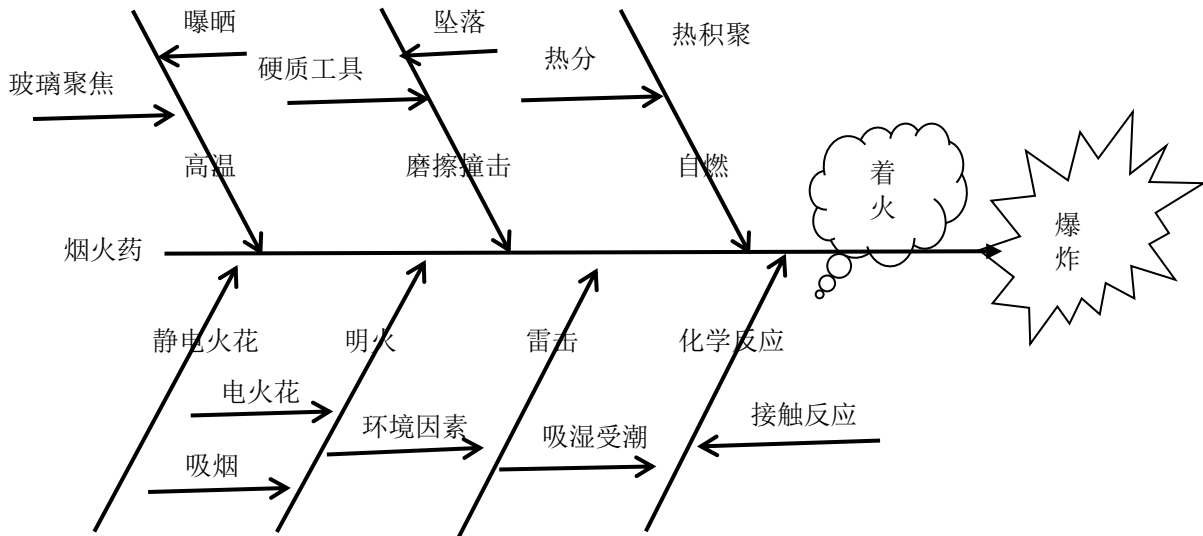 曝晒
坠落
热积聚
硬质工具
热分
玻璃聚焦
高温
磨擦撞击
自燃
着
火
爆
炸
烟火药
静电火花
明火
雷击
化学反应
电火花
环境因素
吸湿受潮
接触反应
吸烟